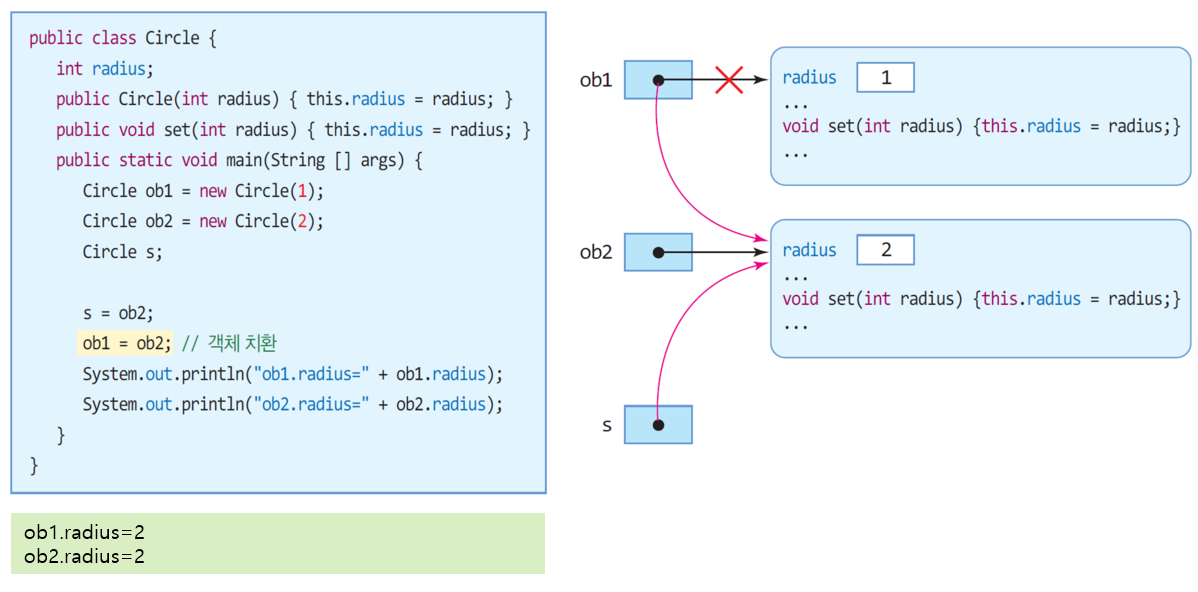 public class Circle {
int radius;
public Circle(int radius) { this.radius = radius; }
public void set(int radius) { this.radius = radius; }
public static void main(String [] args) {
Circle ob1 = new Circle(1);
Circle ob2 = new Circle(2);
Circle s;
s = ob2;
ob1 = ob2; // 객체 치환
System.out.println("ob1.radius=" + ob1.radius);
System.out.println("ob2.radius=" + ob2.radius);
}
}
ob1.radius=2
ob2.radius=2
ob1
radius 1
...
void set(int radius) {this.radius = radius;}
...
ob2
radius 2
...
void set(int radius) {this.radius = radius;}
...
s